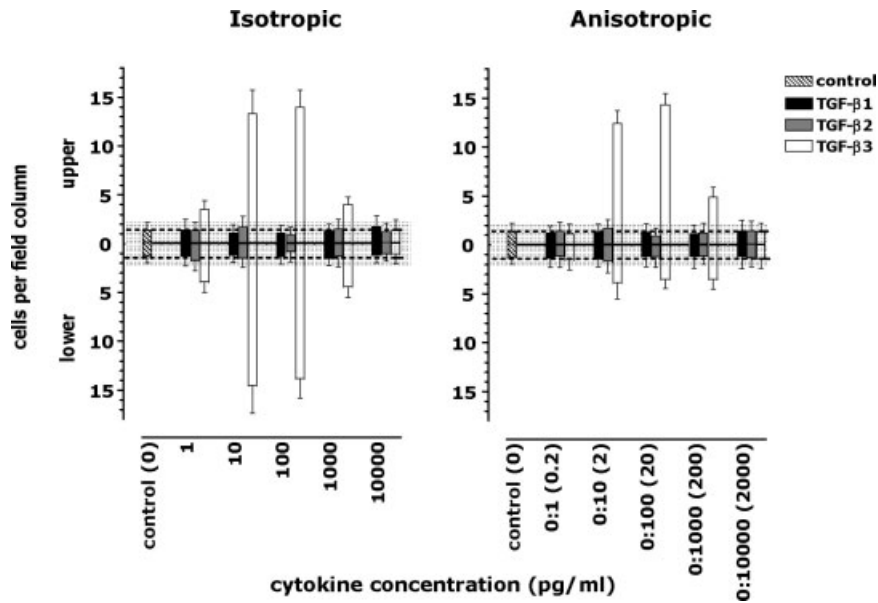 Isotropic
Anisotropic
control
TGF-β1
TGF-β2
TGF-β3
cells per field column
upper
lower
15
10
5
0
5
10
15
15
10
5
0
5
10
15
control (0)
1
10
100
1000
10000
control (0)
0:1 (0.2)
0:10 (2)
0:100 (20)
0:1000 (200)
0:10000 (2000)
cytokine concentration (pg/ml)